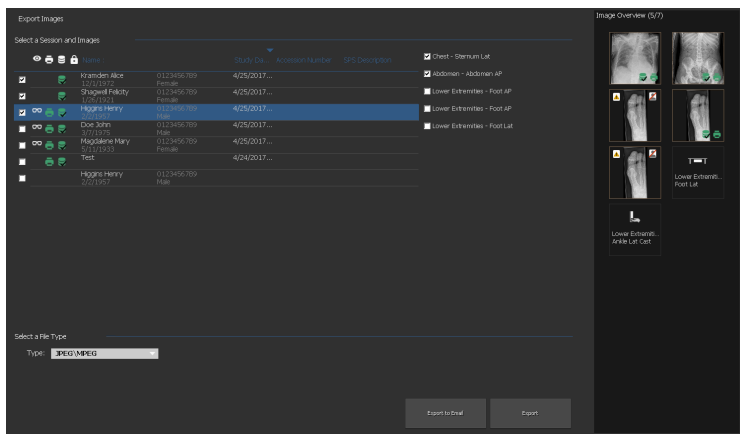 Export Images
Image Overview (5/7)
Select a Session and Images
Name
Study Da...
Accession Number
SPS Description
Kramden Alice 0123456789 4/25/2017...
12/1/1972 Female
Shagwell Felicity 0123456789 4/25/2017...
1/26/1921 Female
Higgins Henry 0123456789 4/25/2017...
2/2/1957 Male
Doe John 0123456789 4/25/2017...
3/7/1975 Male
Magdalene Mary 0123456789 4/25/2017...
5/11/1933 Female
Test 4/24/2017...
Higgins Henry 0123456789
2/2/1957 Male
Chest - Sternum Lat
Abdomen - Abdomen AP
Lower Extremities - Foot AP
Lower Extremities - Foot AP
Lower Extremities - Foot Lat
Lower Extremiti...
Foot Lat
Lower Extremiti...
Ankle Lat Cast
Select a File Type
Type: JPEG\MPEG
Export to Email
Export